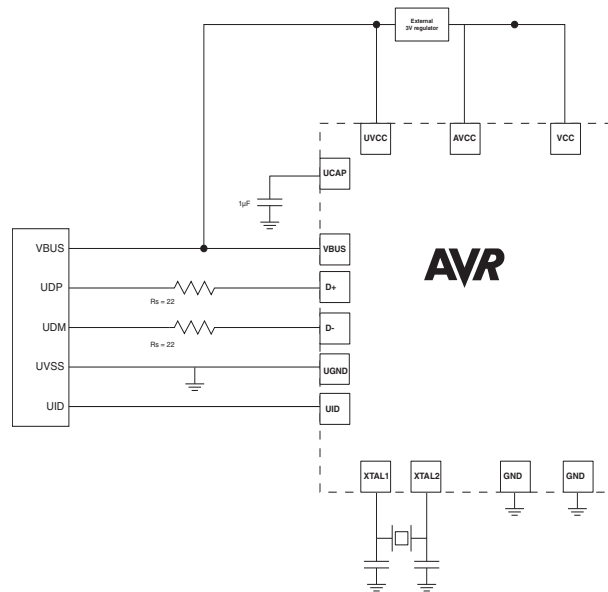 External
3V regulator
UVCC
AVCC
VCC
UCAP
1µF
VBUS
VBUS
UDP
Rs = 22
D+
UDM
Rs = 22
D-
UVSS
UGND
UID
UID
AVR
XTAL1
XTAL2
GND
GND